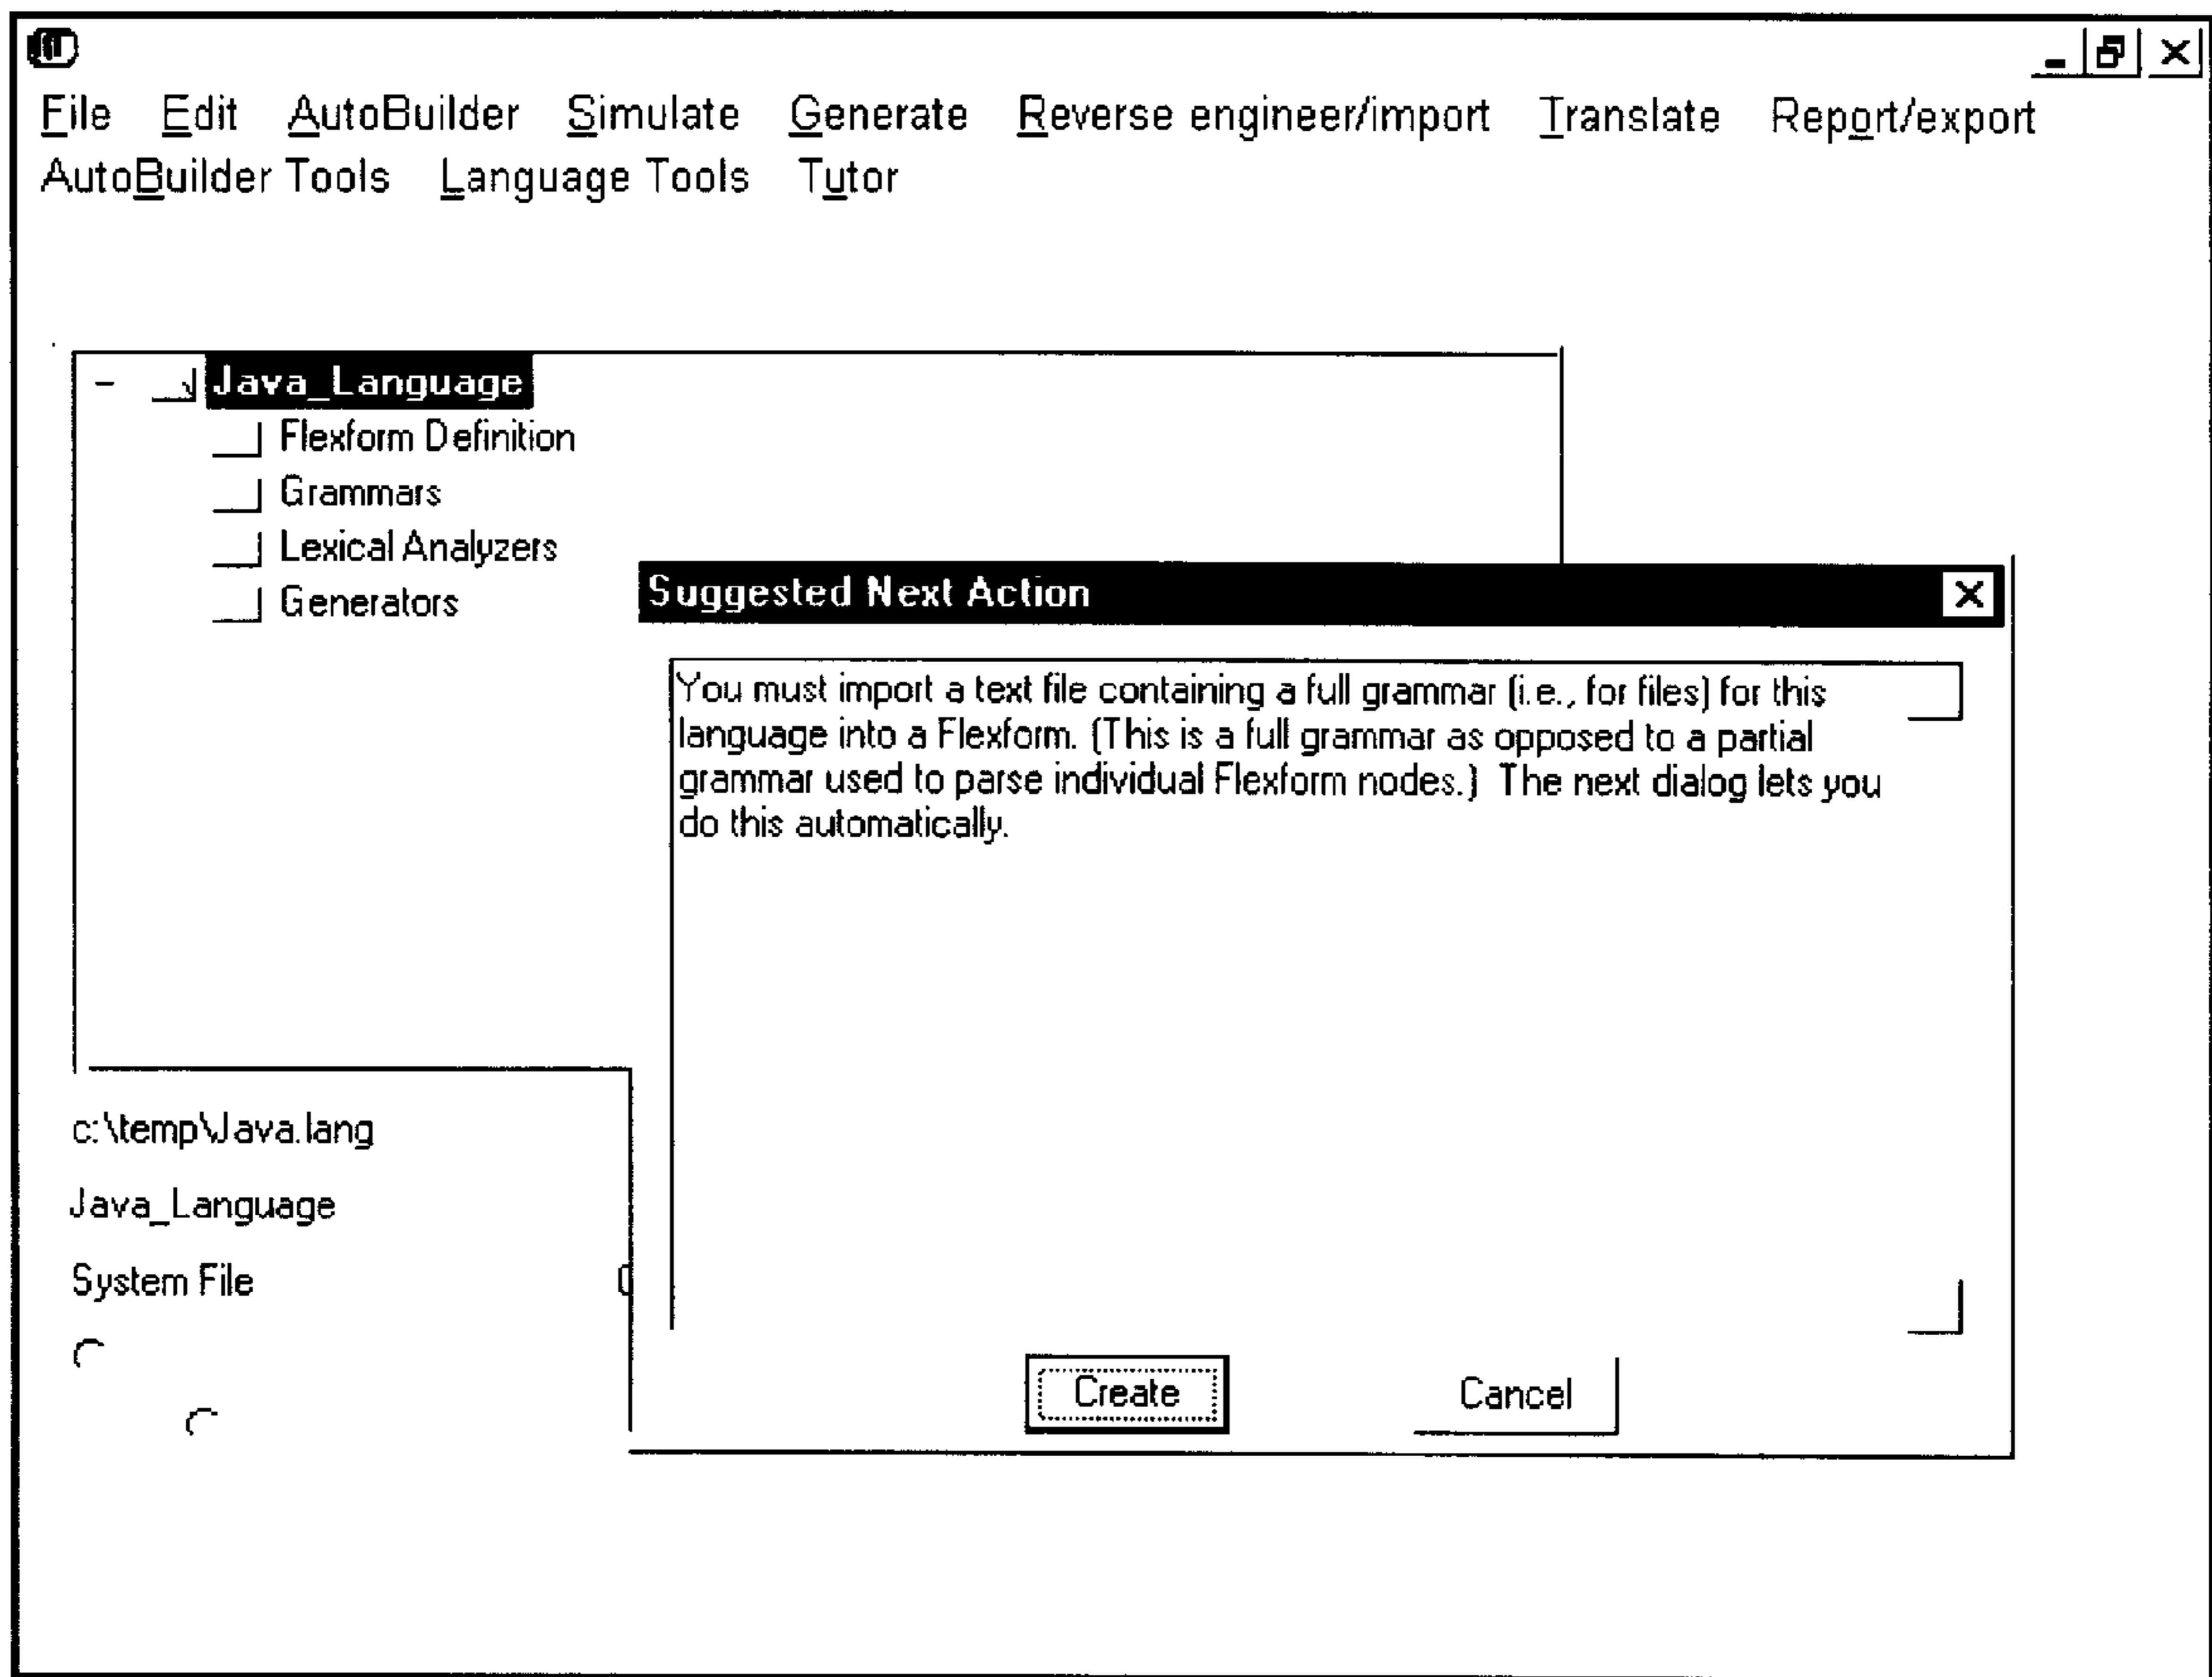 File Edit AutoBuilder Simulate Generate Reverse engineer/import Translate Report/export
AutoBuilder Tools Language Tools Tutor
Java_Language
Flexform Definition
Grammars
Lexical Analyzers
Generators
Suggested Next Action
You must import a text file containing a full grammar (i.e., for files) for this
language into a Flexform. (This is a full grammar as opposed to a partial
grammar used to parse individual Flexform nodes.) The next dialog lets you
do this automatically.
c:\temp\Java.lang
Java_Language
System File
Create Cancel